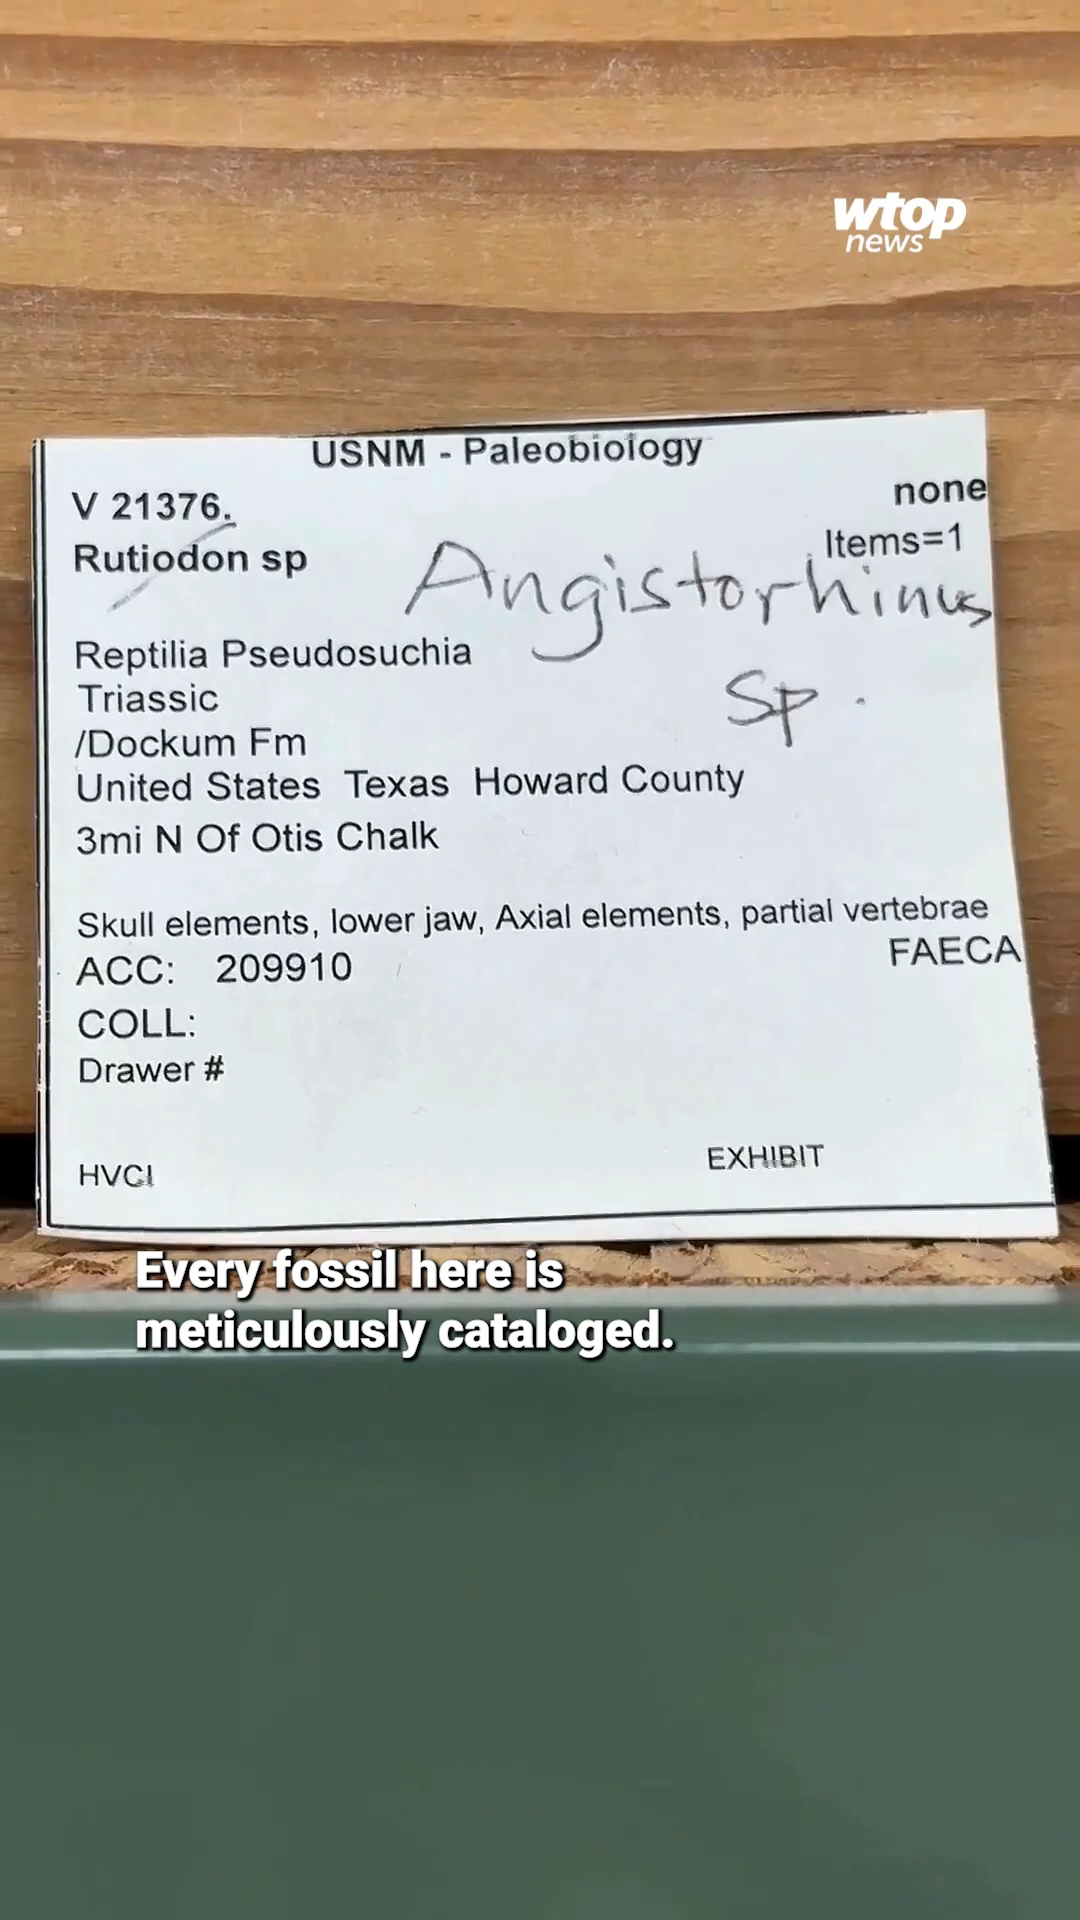 wtop
news
USNM - Paleobiology
V 21376.
none
Rutiodon sp
Items=1
Angistorhinus
sp.
Reptilia Pseudosuchia
Triassic
/Dockum Fm
United States Texas Howard County
3mi N Of Otis Chalk
Skull elements, lower jaw, Axial elements, partial vertebrae
FAECA
ACC: 209910
COLL:
Drawer #
HVCI
EXHIBIT
Every fossil here is
meticulously cataloged.